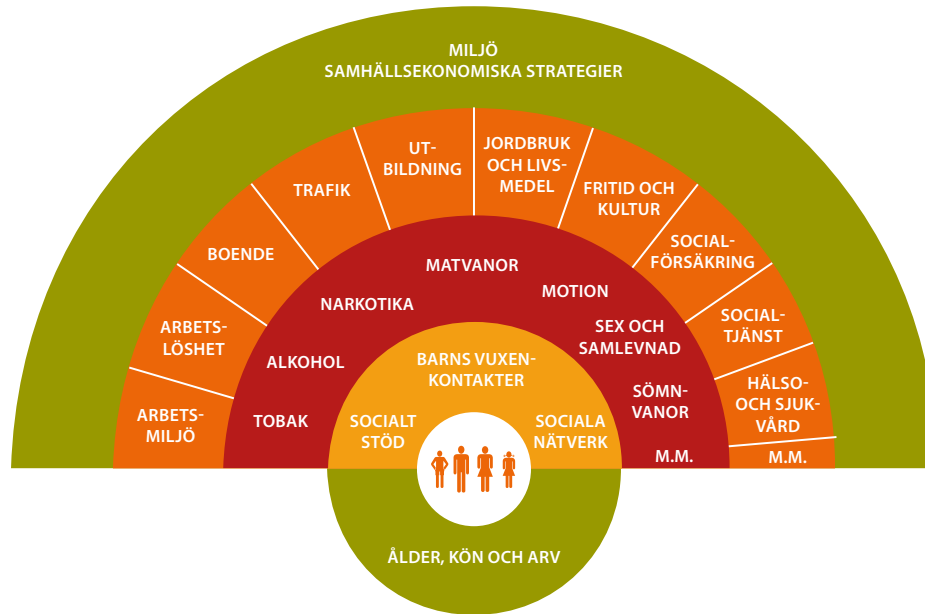 MILJÖ
SAMHÄLLSEKONOMISKA STRATEGIER
ARBETS-
MILJÖ
ARBETS-
LÖSHET
BOENDE
TRAFIK
UT-
BILDNING
JORDBRUK
OCH LIVS-
MEDEL
FRITID OCH
KULTUR
SOCIAL-
FÖRSÄKRING
SOCIAL-
TJÄNST
HÄLSO-
OCH SJUK-
VÅRD
M.M.
TOBAK
ALKOHOL
NARKOTIKA
MATVANOR
MOTION
SEX OCH
SAMLEVNAD
SÖMN-
VANOR
M.M.
SOCIALT
STÖD
BARNS VUXEN-
KONTAKTER
SOCIALA
NÄTVERK
ÅLDER, KÖN OCH ARV